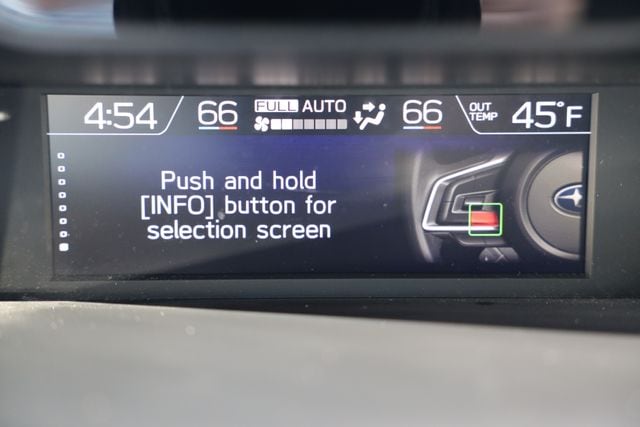 4:54 66 FULL AUTO 66 OUT TEMP 45°F
Push and hold
[INFO] button for
selection screen